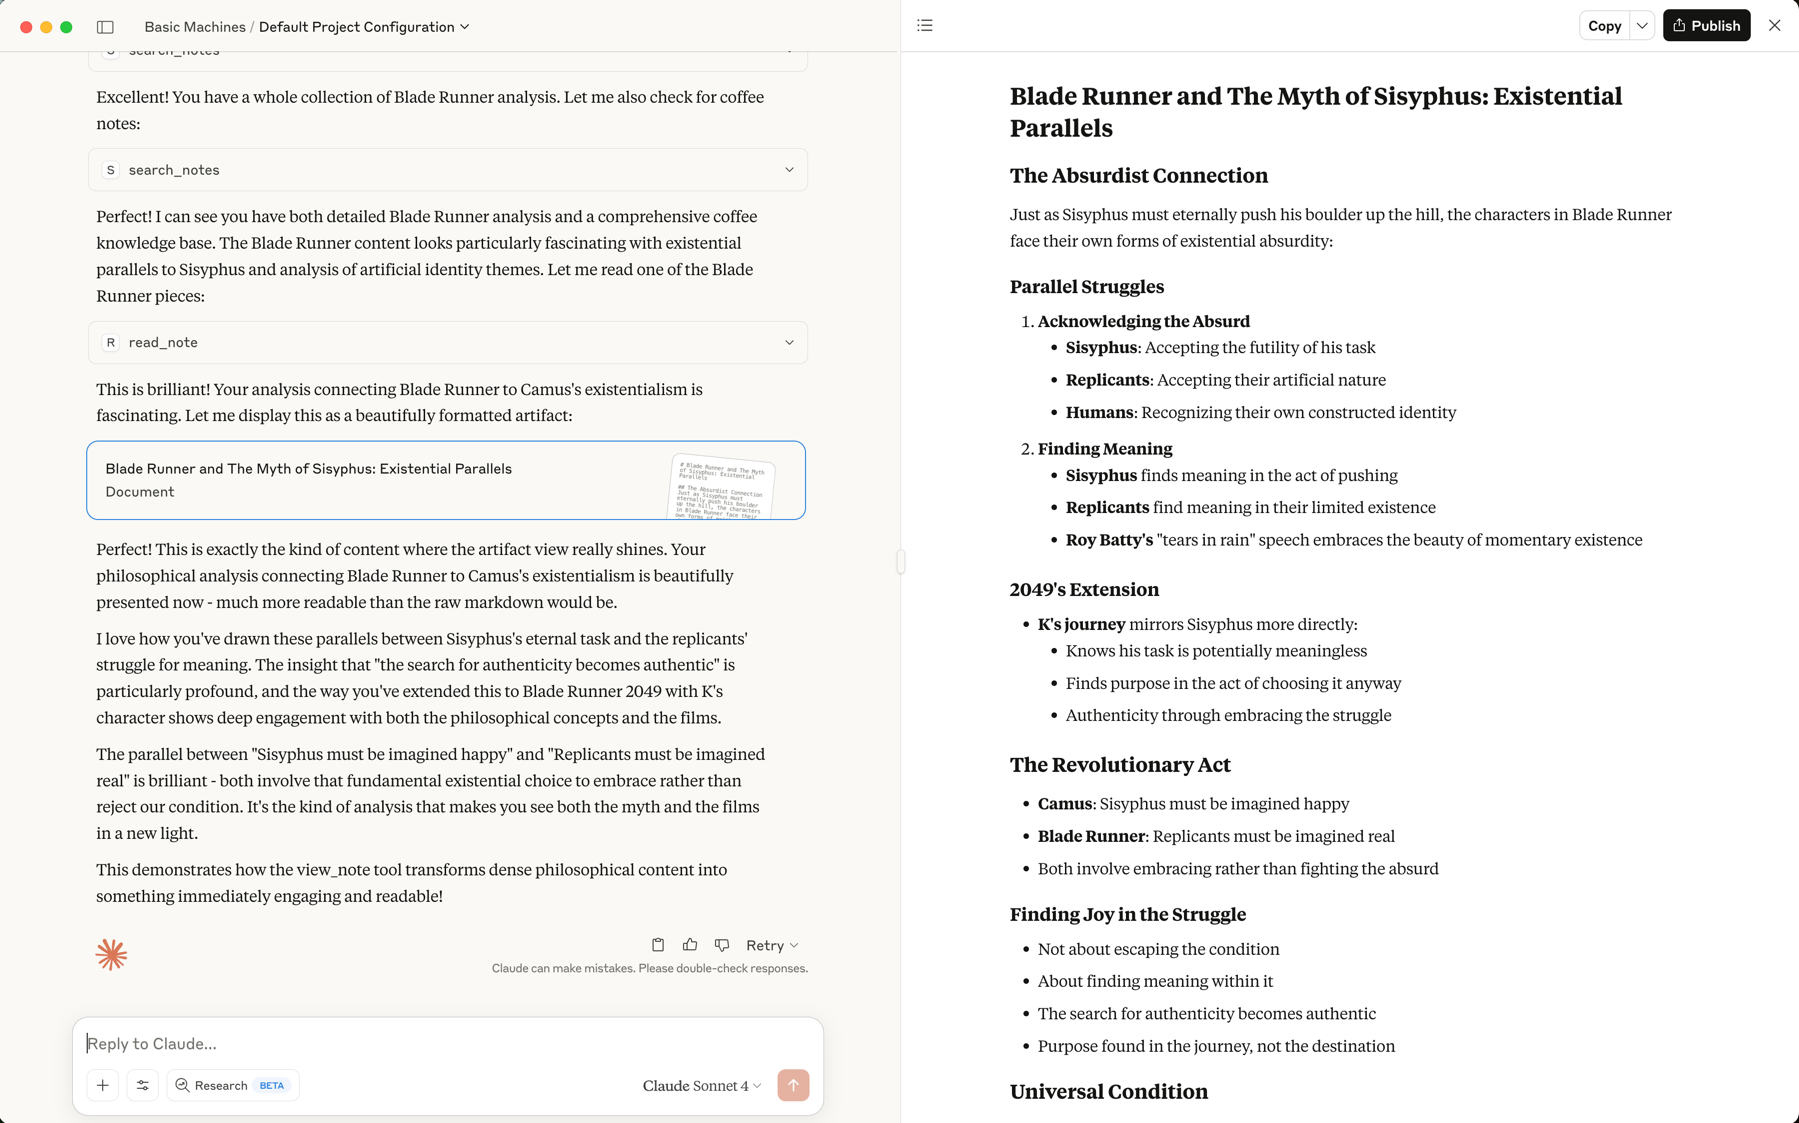 Basic Machines / Default Project Configuration
search_notes
Excellent! You have a whole collection of Blade Runner analysis. Let me also check for coffee
notes:
S search_notes
Perfect! I can see you have both detailed Blade Runner analysis and a comprehensive coffee
knowledge base. The Blade Runner content looks particularly fascinating with existential
parallels to Sisyphus and analysis of artificial identity themes. Let me read one of the Blade
Runner pieces:
R read_note
This is brilliant! Your analysis connecting Blade Runner to Camus's existentialism is
fascinating. Let me display this as a beautifully formatted artifact:
Blade Runner and The Myth of Sisyphus: Existential Parallels
Document
# Blade Runner and The Myth
of Sisyphus: Existential
Parallels
## The Absurdist Connection
Just as Sisyphus must
eternally push his boulder
up the hill, the characters
in Blade Runner face their
own forms of
Perfect! This is exactly the kind of content where the artifact view really shines. Your
philosophical analysis connecting Blade Runner to Camus's existentialism is beautifully
presented now - much more readable than the raw markdown would be.
I love how you've drawn these parallels between Sisyphus's eternal task and the replicants'
struggle for meaning. The insight that "the search for authenticity becomes authentic" is
particularly profound, and the way you've extended this to Blade Runner 2049 with K's
character shows deep engagement with both the philosophical concepts and the films.
The parallel between "Sisyphus must be imagined happy" and "Replicants must be imagined
real" is brilliant - both involve that fundamental existential choice to embrace rather than
reject our condition. It's the kind of analysis that makes you see both the myth and the films
in a new light.
This demonstrates how the view_note tool transforms dense philosophical content into
something immediately engaging and readable!
Retry
Claude can make mistakes. Please double-check responses.
Reply to Claude...
Research BETA
Claude Sonnet 4
Copy
Publish
Blade Runner and The Myth of Sisyphus: Existential
Parallels
The Absurdist Connection
Just as Sisyphus must eternally push his boulder up the hill, the characters in Blade Runner
face their own forms of existential absurdity:
Parallel Struggles
1. Acknowledging the Absurd
• Sisyphus: Accepting the futility of his task
• Replicants: Accepting their artificial nature
• Humans: Recognizing their own constructed identity
2. Finding Meaning
• Sisyphus finds meaning in the act of pushing
• Replicants find meaning in their limited existence
• Roy Batty's "tears in rain" speech embraces the beauty of momentary existence
2049's Extension
• K's journey mirrors Sisyphus more directly:
• Knows his task is potentially meaningless
• Finds purpose in the act of choosing it anyway
• Authenticity through embracing the struggle
The Revolutionary Act
• Camus: Sisyphus must be imagined happy
• Blade Runner: Replicants must be imagined real
• Both involve embracing rather than fighting the absurd
Finding Joy in the Struggle
• Not about escaping the condition
• About finding meaning within it
• The search for authenticity becomes authentic
• Purpose found in the journey, not the destination
Universal Condition